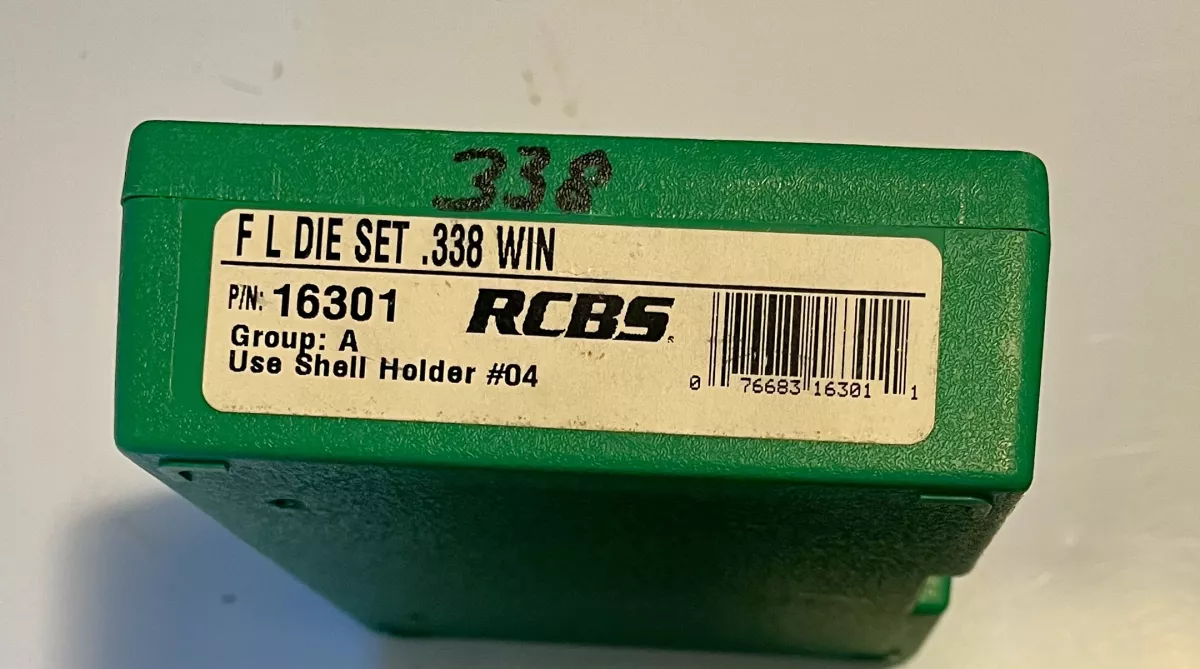 338
F L DIE SET .338 WIN
P/N: 16301
RCBS
Group: A
Use Shell Holder #04
0 76683 16301 1